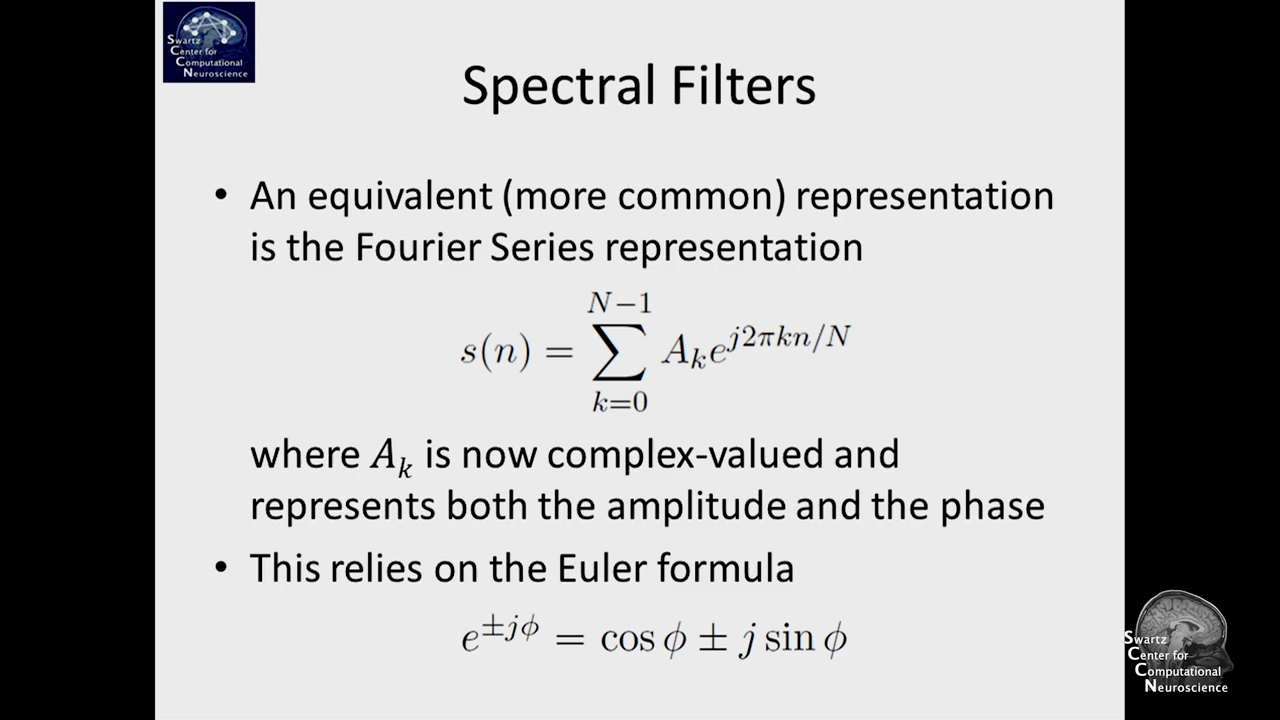 Swartz
Center for
Computational
Neuroscience
Spectral Filters
• An equivalent (more common) representation
is the Fourier Series representation
s(n) = \sum_{k=0}^{N-1} A_k e^{j2πkn/N}
where A_k is now complex-valued and
represents both the amplitude and the phase
• This relies on the Euler formula
e^{±jϕ} = cos ϕ ± j sin ϕ
Swartz
Center for
Computational
Neuroscience